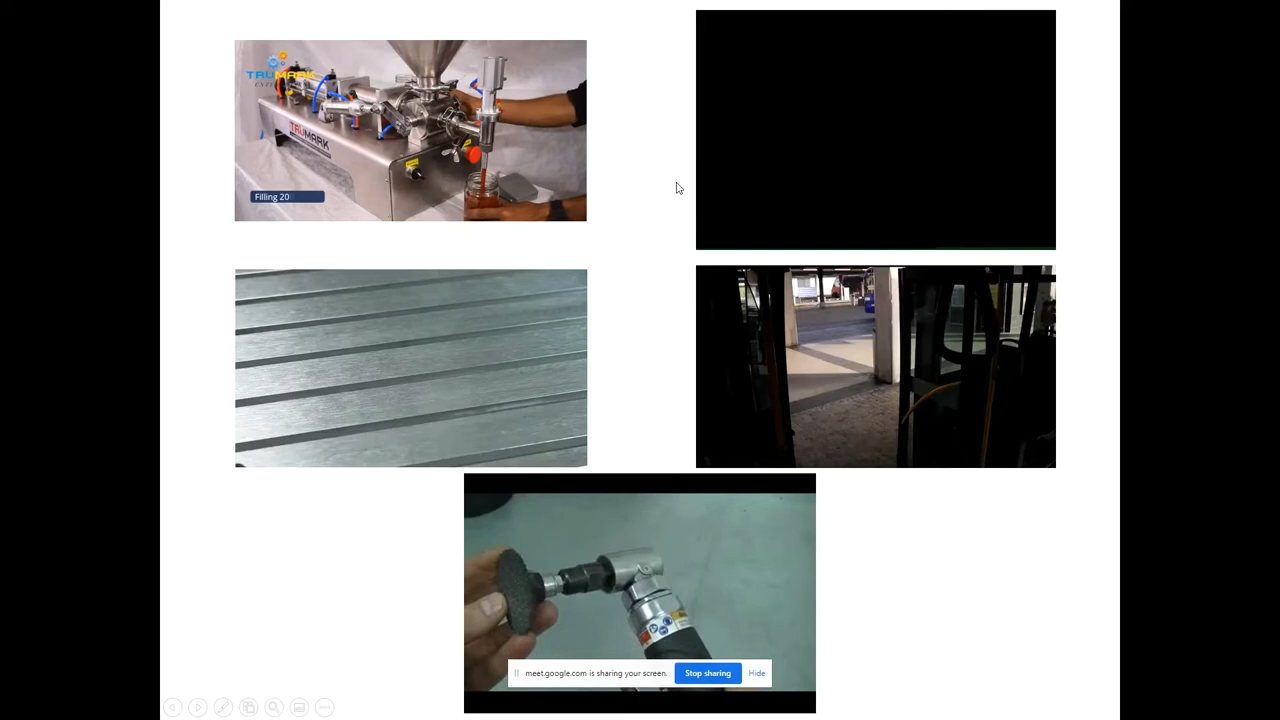 TRUMARK
TRUMARK
Filling 20
meet.google.com is sharing your screen.
Stop sharing
Hide